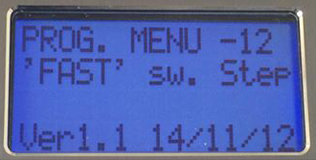 PROG. MENU -12
'FAST' sw. Step
Ver1.1 14/11/12